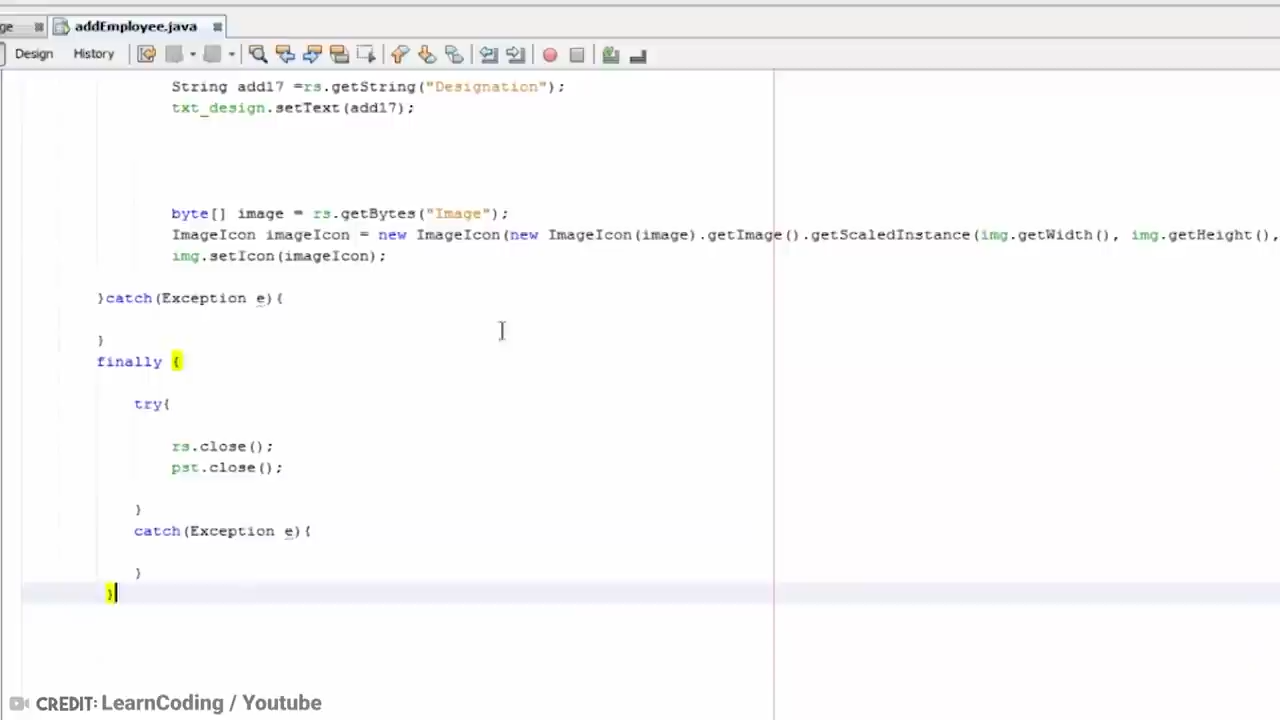 ge addEmployee.java
Design History
String add17 =rs.getString("Designation");
txt_design.setText(add17);
byte[] image = rs.getBytes("Image");
ImageIcon imageIcon = new ImageIcon(new ImageIcon(image).getImage().getScaledInstance(img.getWidth(), img.getHeight(),
img.setIcon(imageIcon);
}catch(Exception e){
}
finally {
try{
rs.close();
pst.close();
}
catch(Exception e){
}
}
CREDIT: LearnCoding / Youtube